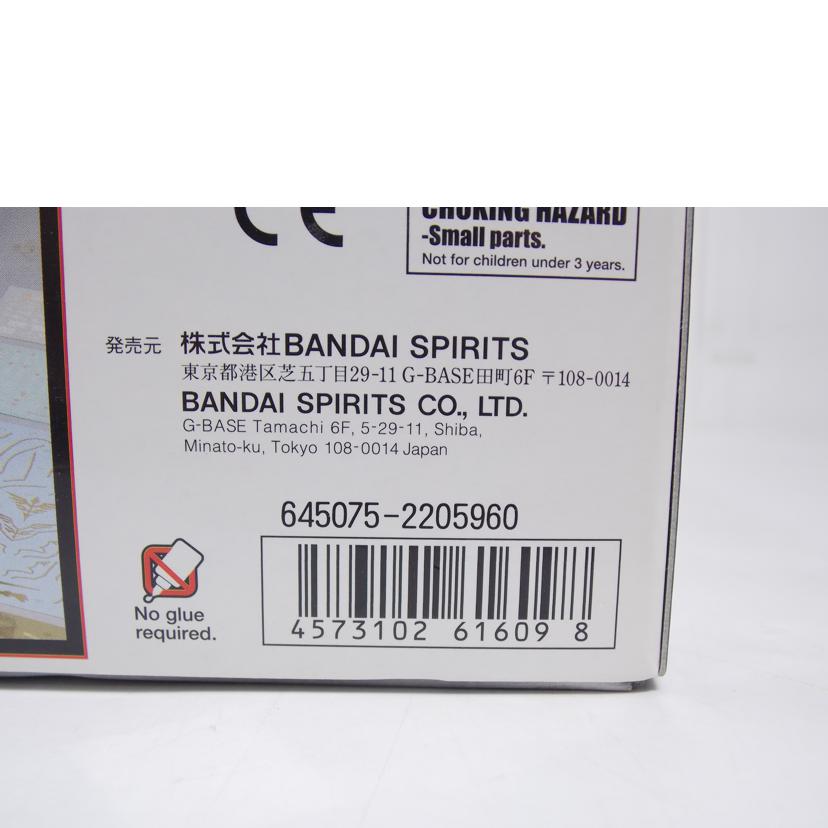 CE
CHOKING HAZARD
-Small parts.
Not for children under 3 years.
発売元 株式会社BANDAI SPIRITS
東京都港区芝五丁目29-11 G-BASE田町6F 〒108-0014
BANDAI SPIRITS CO., LTD.
G-BASE Tamachi 6F, 5-29-11, Shiba,
Minato-ku, Tokyo 108-0014 Japan
645075-2205960
No glue
required.
4573102 61609 8